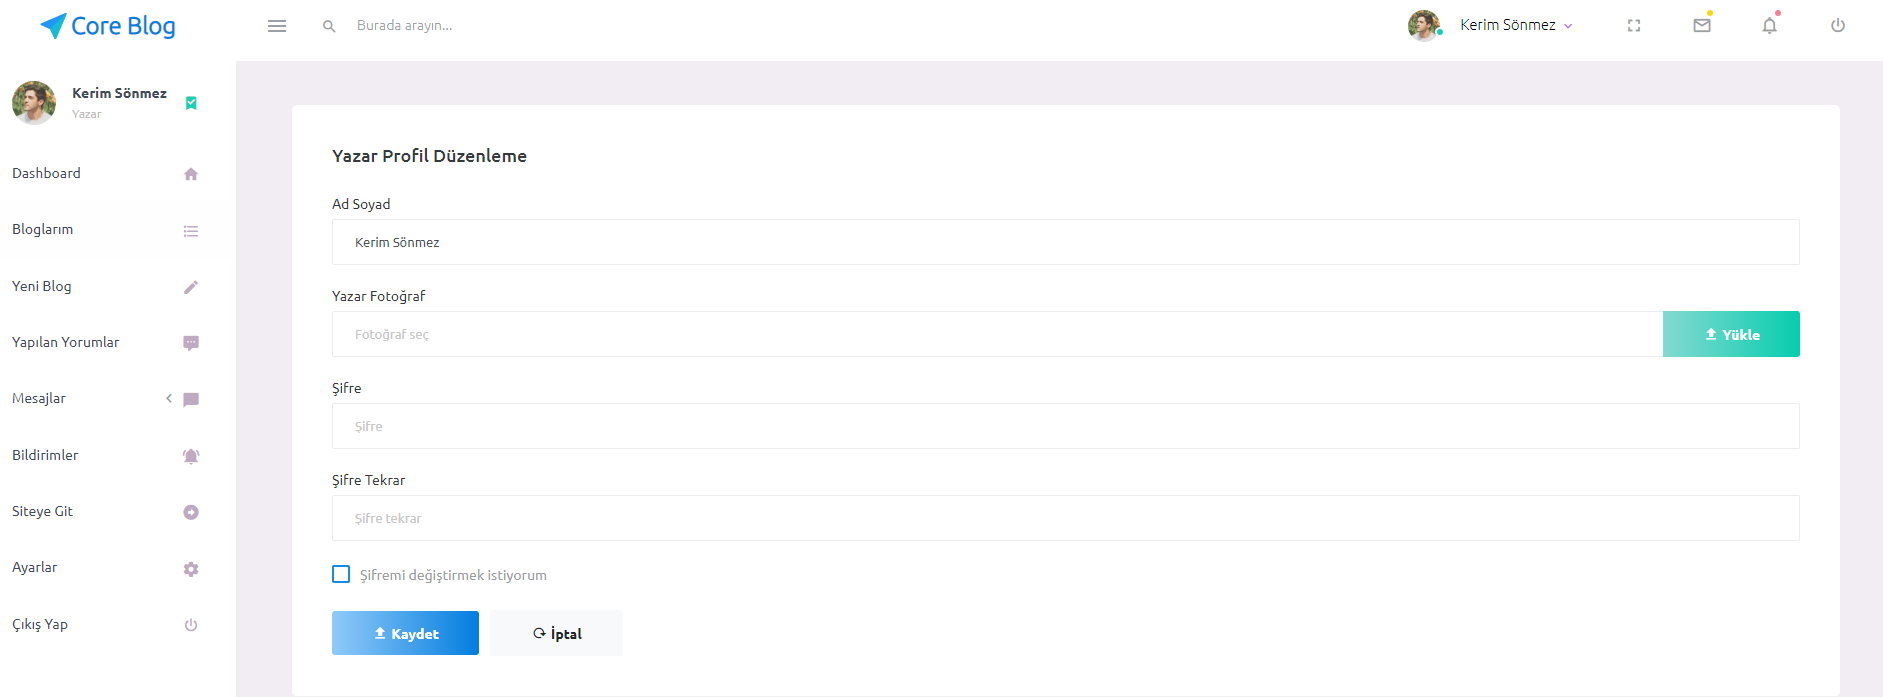 Core Blog
Burada arayın...
Kerim Sönmez
Kerim Sönmez
Yazar
Dashboard
Bloglarım
Yeni Blog
Yapılan Yorumlar
Mesajlar
Bildirimler
Siteye Git
Ayarlar
Çıkış Yap
Yazar Profil Düzenleme
Ad Soyad
Kerim Sönmez
Yazar Fotoğraf
Fotoğraf seç
Yükle
Şifre
Şifre
Şifre Tekrar
Şifre tekrar
Şifremi değiştirmek istiyorum
Kaydet
İptal